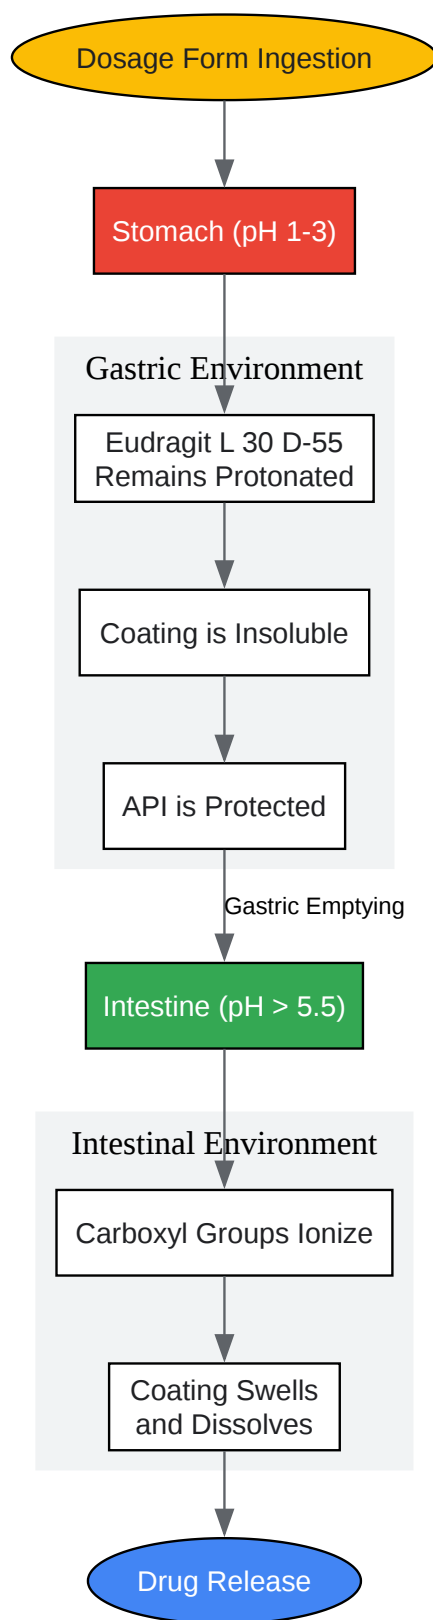 Dosage Form Ingestion
Stomach (pH 1-3)
Gastric Environment
Eudragit L 30 D-55
Remains Protonated
Coating is Insoluble
API is Protected
Gastric Emptying
Intestine (pH > 5.5)
Intestinal Environment
Carboxyl Groups Ionize
Coating Swells
and Dissolves
Drug Release